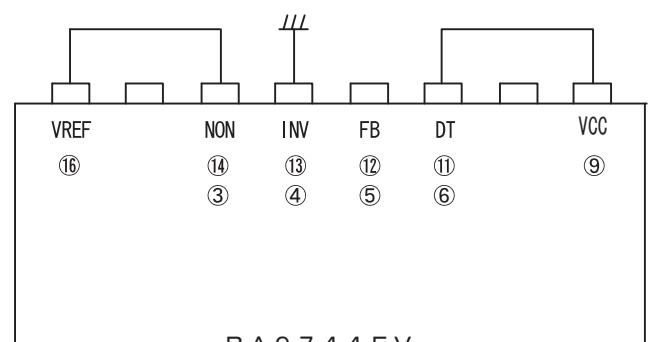 VREF NON INV FB DT VCC
⑯ ⑭ ⑬ ⑫ ⑪ ⑨
③ ④ ⑤ ⑥